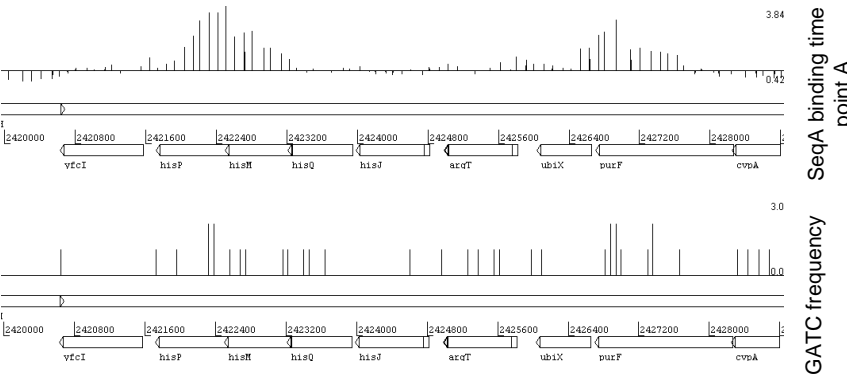 3.84
0.42
SeqA binding time
point A
2420000 2420800 2421600 2422400 2423200 2424000 2424800 2425600 2426400 2427200 2428000
yfcI hisP hisM hisQ hisJ argT ubiX purF cvpA
3.0
0.0
GATC frequency
2420000 2420800 2421600 2422400 2423200 2424000 2424800 2425600 2426400 2427200 2428000
yfcI hisP hisM hisQ hisJ argT ubiX purF cvpA